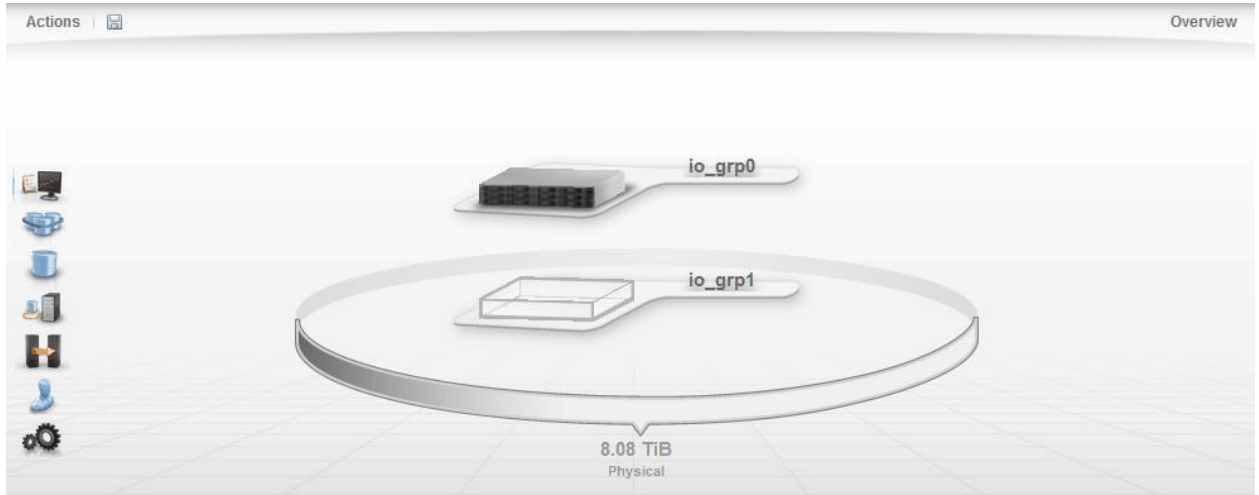 Actions
Overview
io_grp0
io_grp1
8.08 TiB
Physical